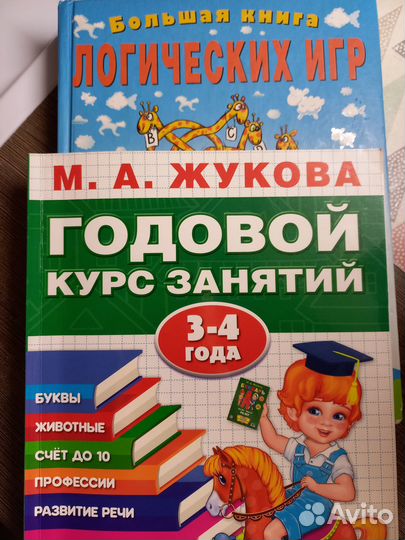 Большая книга
ЛОГИЧЕСКИХ ИГР
B
C
М. А. ЖУКОВА
ГОДОВОЙ
КУРС ЗАНЯТИЙ
3-4
ГОДА
БУКВЫ
ЖИВОТНЫЕ
СЧЁТ ДО 10
ПРОФЕССИИ
РАЗВИТИЕ РЕЧИ
Avito